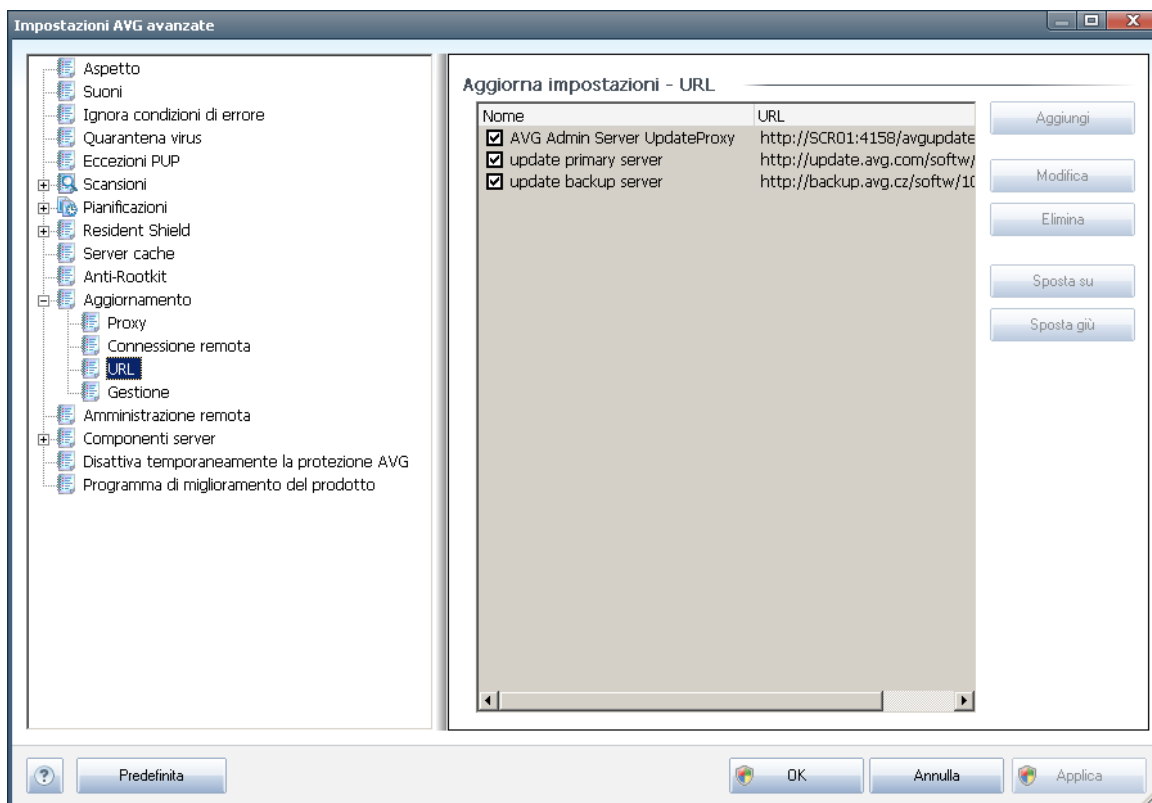 Impostazioni AVG avanzate
Aspetto
Suoni
Ignora condizioni di errore
Quarantena virus
Eccezioni PUP
Scansioni
Pianificazioni
Resident Shield
Server cache
Anti-Rootkit
Aggiornamento
Proxy
Connessione remota
URL
Gestione
Amministrazione remota
Componenti server
Disattiva temporaneamente la protezione AVG
Programma di miglioramento del prodotto
Aggiorna impostazioni - URL
Nome URL
AVG Admin Server UpdateProxy http://SCR01:4158/avgupdate
update primary server http://update.avg.com/softw/
update backup server http://backup.avg.cz/softw/10
Aggiungi
Modifica
Elimina
Sposta su
Sposta giù
? Predefinita OK Annulla Applica